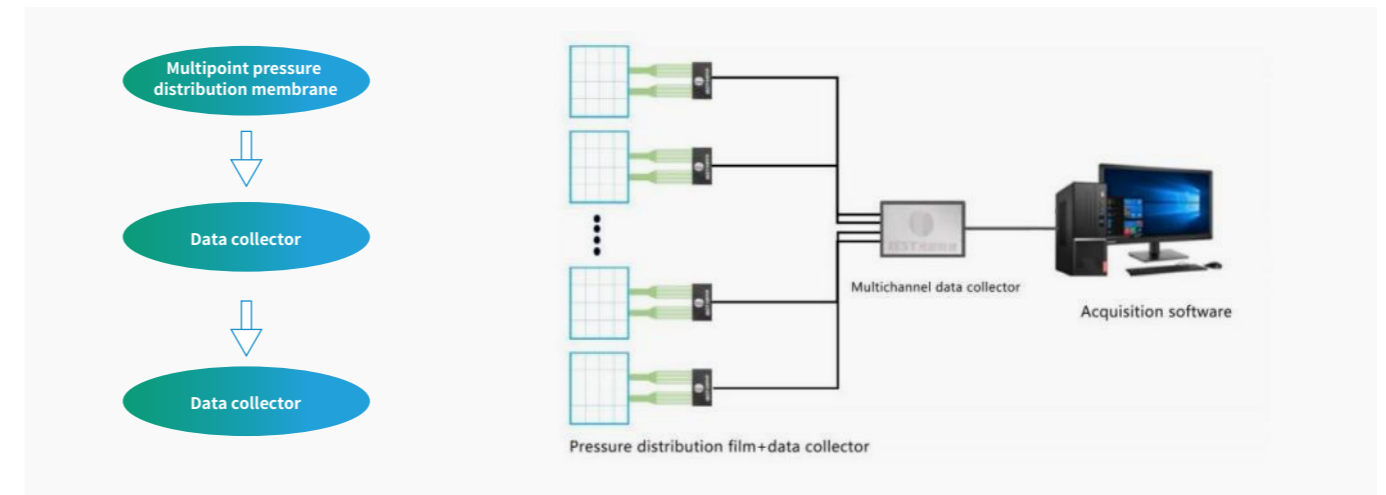 Multipoint pressure
distribution membrane
Data collector
Data collector
Multichannel data collector
Acquisition software
Pressure distribution film+data collector